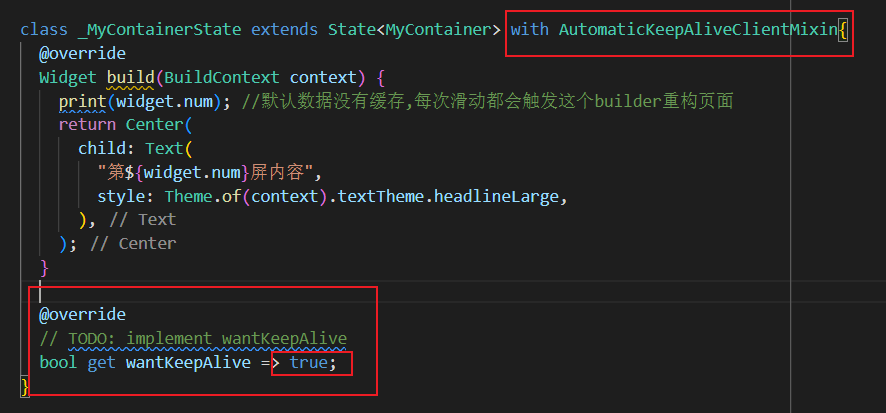 class _MyContainerState extends State<MyContainer> with AutomaticKeepAliveClientMixin{
@override
Widget build(BuildContext context) {
print(widget.num); //默认数据没有缓存,每次滑动都会触发这个builder重构页面
return Center(
child: Text(
"第${widget.num}屏内容",
style: Theme.of(context).textTheme.headlineLarge,
), // Text
); // Center
}
@override
// TODO: implement wantKeepAlive
bool get wantKeepAlive => true;
}